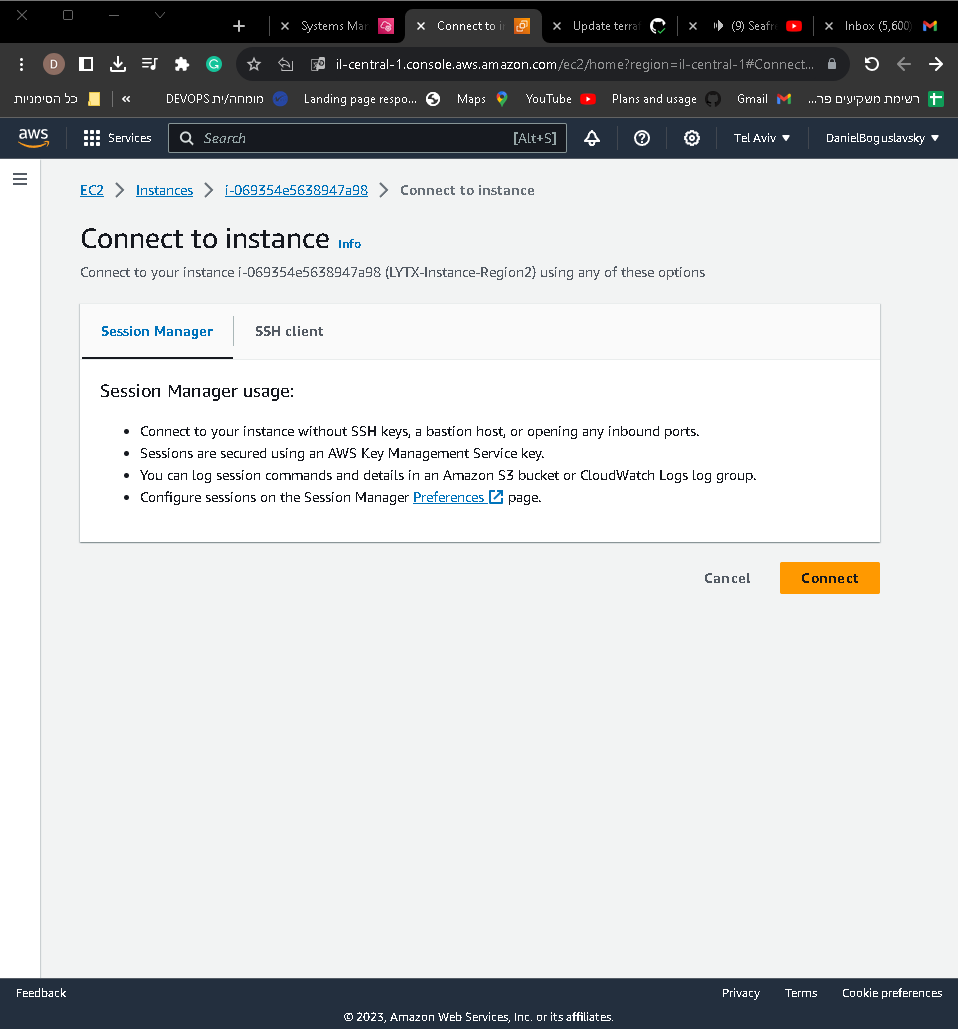 Systems Ma
Connect to i
Update terra
(9) Seafr
Inbox (5,600)
D
il-central-1.console.aws.amazon.com/ec2/home?region=il-central-1#Connect...
כל הסימניות
«
DEVOPS מומחה/ית
Landing page respo...
Maps
YouTube
Plans and usage
Gmail
רשימת משקיעים פר...
aws
Services
Search
[Alt+S]
Tel Aviv
DanielBoguslavsky
EC2 > Instances > i-069354e5638947a98 > Connect to instance
Connect to instance Info
Connect to your instance i-069354e5638947a98 (LYTX-Instance-Region2) using any of these options
Session Manager
SSH client
Session Manager usage:
• Connect to your instance without SSH keys, a bastion host, or opening any inbound ports.
• Sessions are secured using an AWS Key Management Service key.
• You can log session commands and details in an Amazon S3 bucket or CloudWatch Logs log group.
• Configure sessions on the Session Manager Preferences page.
Cancel
Connect
Feedback
Privacy
Terms
Cookie preferences
© 2023, Amazon Web Services, Inc. or its affiliates.